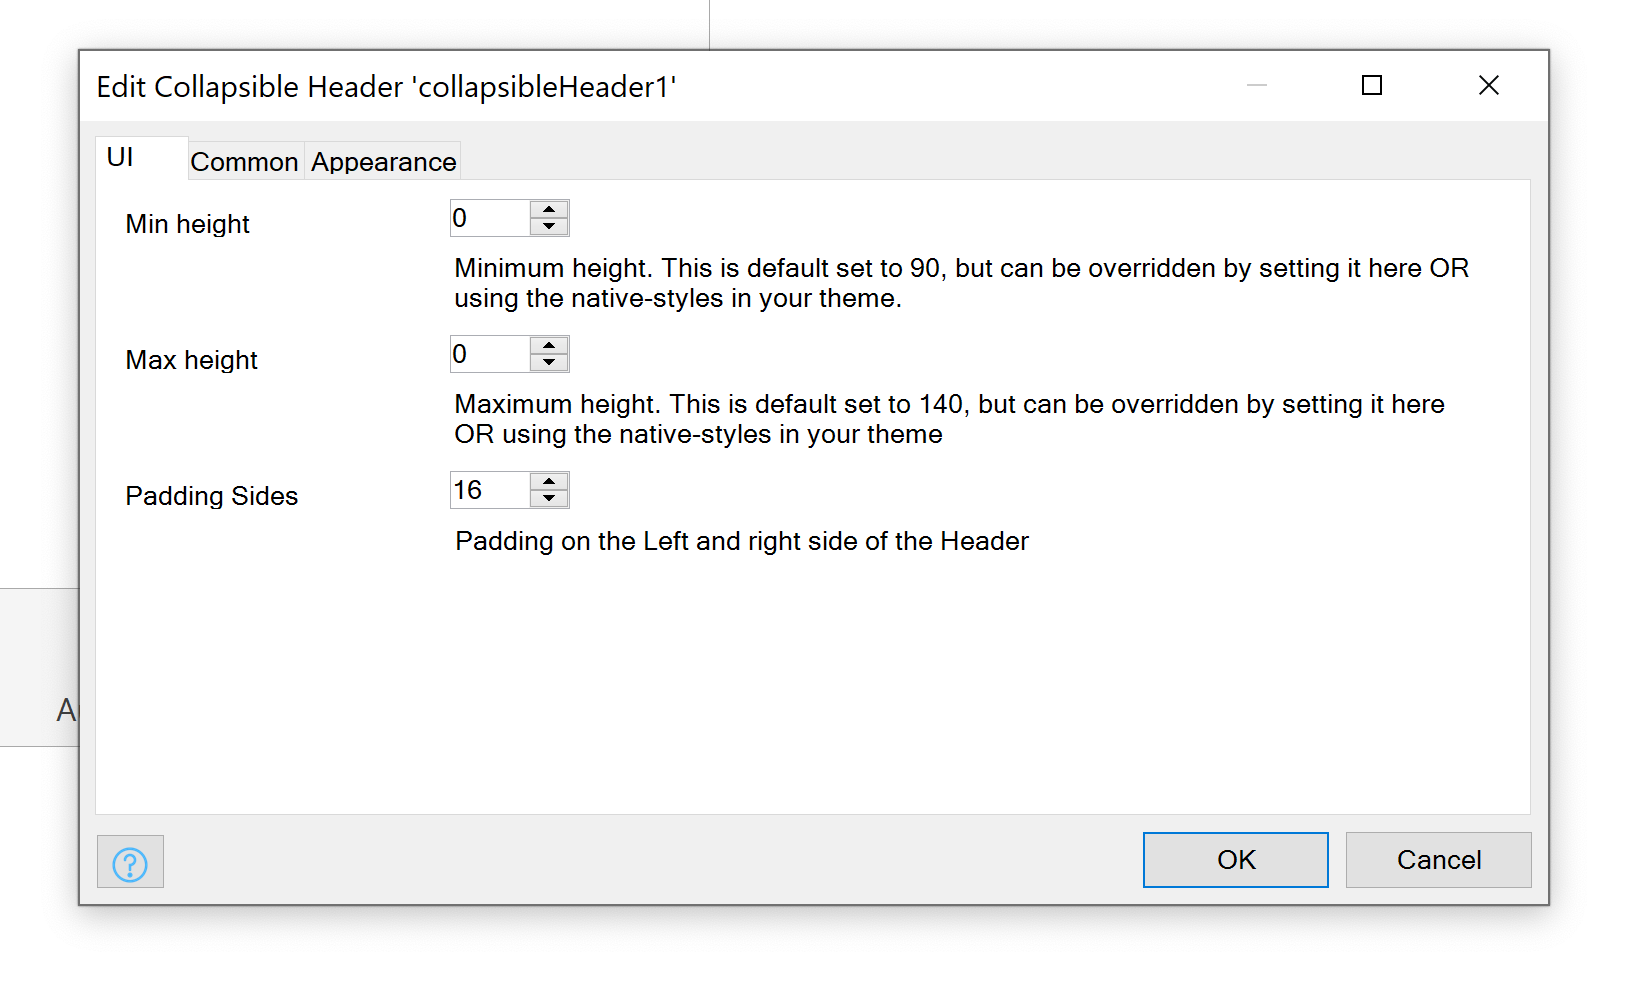 Edit Collapsible Header 'collapsibleHeader1'
UI Common Appearance
Min height 0
Minimum height. This is default set to 90, but can be overridden by setting it here OR
using the native-styles in your theme.
Max height 0
Maximum height. This is default set to 140, but can be overridden by setting it here
OR using the native-styles in your theme
Padding Sides 16
Padding on the Left and right side of the Header
A
? OK Cancel